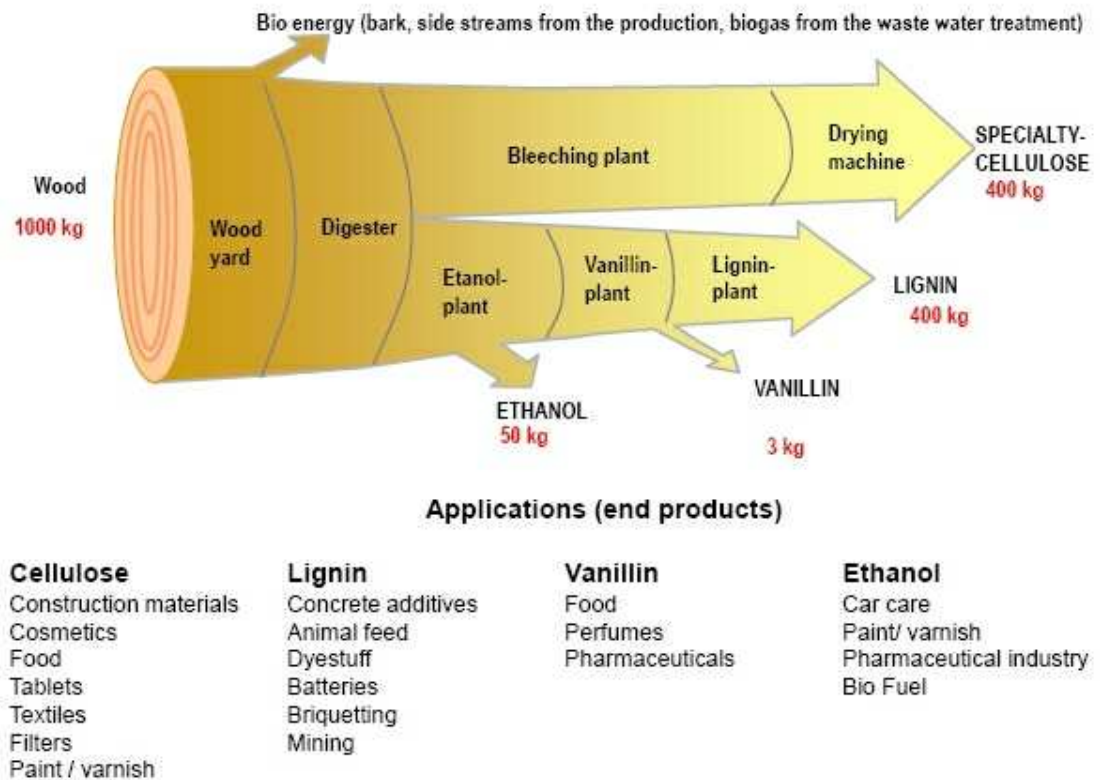 Bio energy (bark, side streams from the production, biogas from the waste water treatment)
Wood
1000 kg
Wood
yard
Digester
Bleeching plant
Drying
machine
SPECIALTY-
CELLULOSE
400 kg
Etanol-
plant
Vanillin-
plant
Lignin-
plant
LIGNIN
400 kg
ETHANOL
50 kg
VANILLIN
3 kg
Applications (end products)
Cellulose
Construction materials
Cosmetics
Food
Tablets
Textiles
Filters
Paint / varnish
Lignin
Concrete additives
Animal feed
Dyestuff
Batteries
Briquetting
Mining
Vanillin
Food
Perfumes
Pharmaceuticals
Ethanol
Car care
Paint/ varnish
Pharmaceutical industry
Bio Fuel